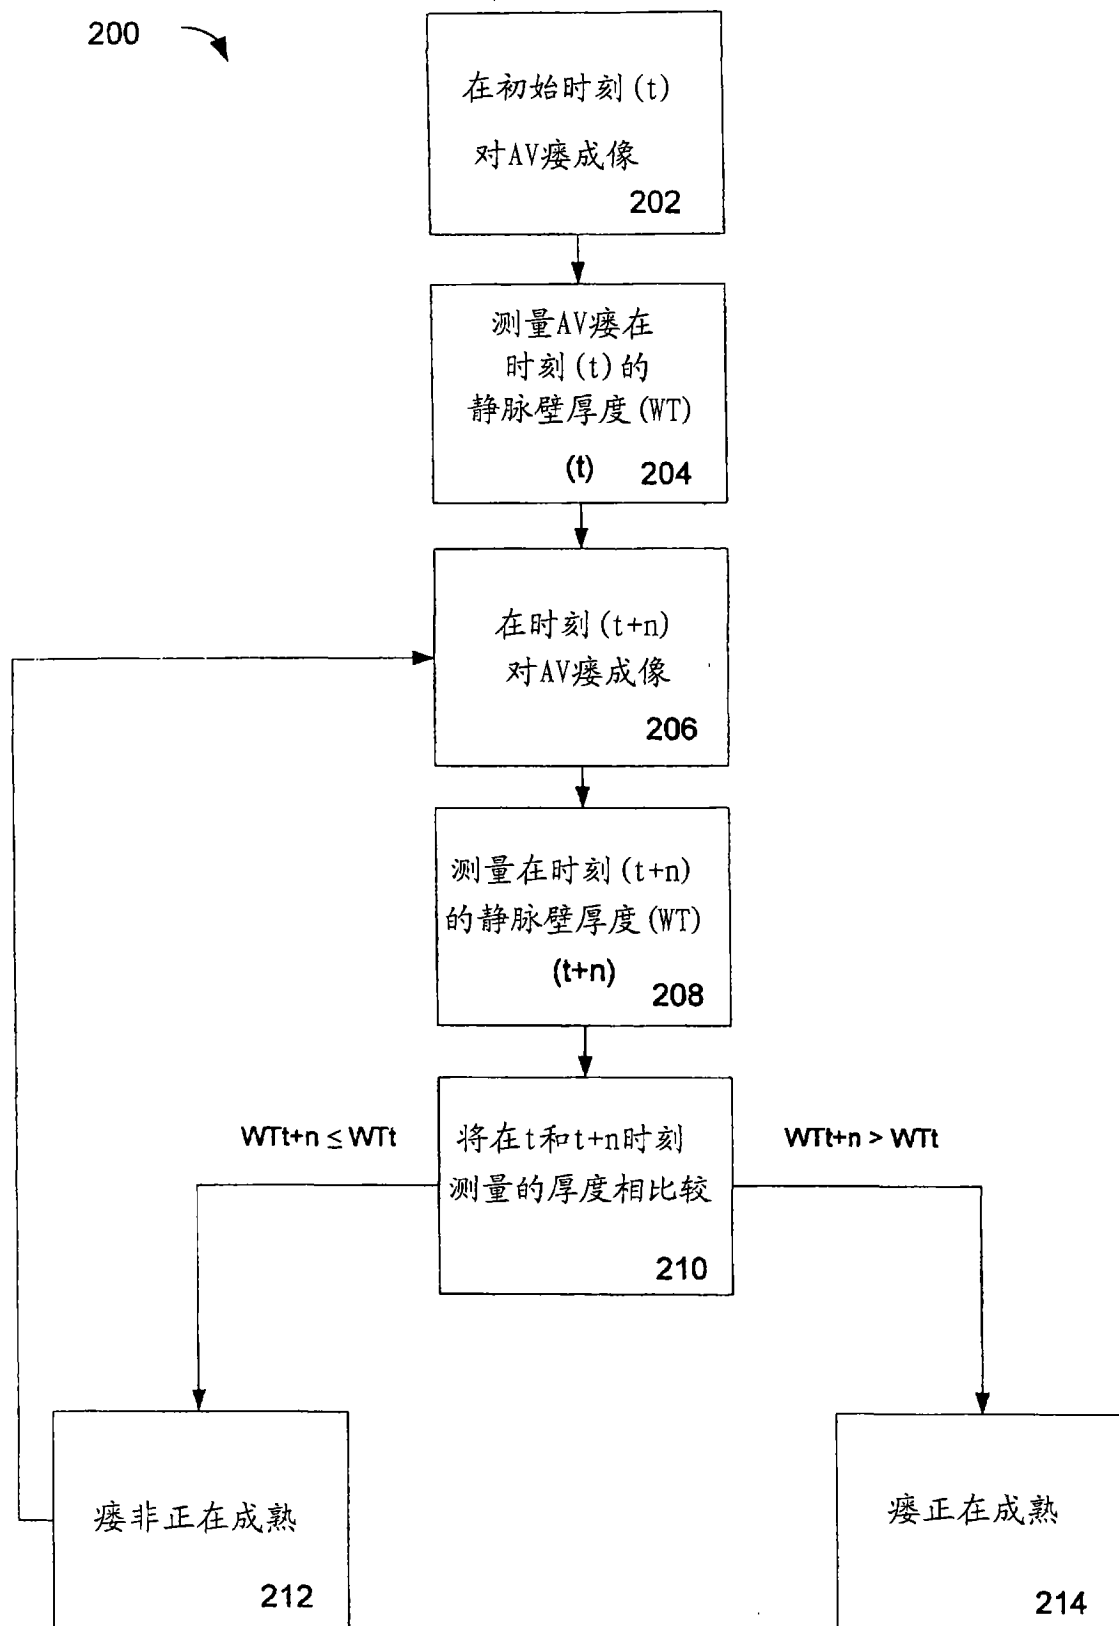 200
在初始时刻(t)
对AV瘘成像
202
测量AV瘘在
时刻(t)的
静脉壁厚度(WT)
(t) 204
在时刻(t+n)
对AV瘘成像
206
测量在时刻(t+n)
的静脉壁厚度(WT)
(t+n)
208
WTt+n ≤ WTt
将在t和t+n时刻
测量的厚度相比较
210
WTt+n > WTt
瘘非正在成熟
212
瘘正在成熟
214